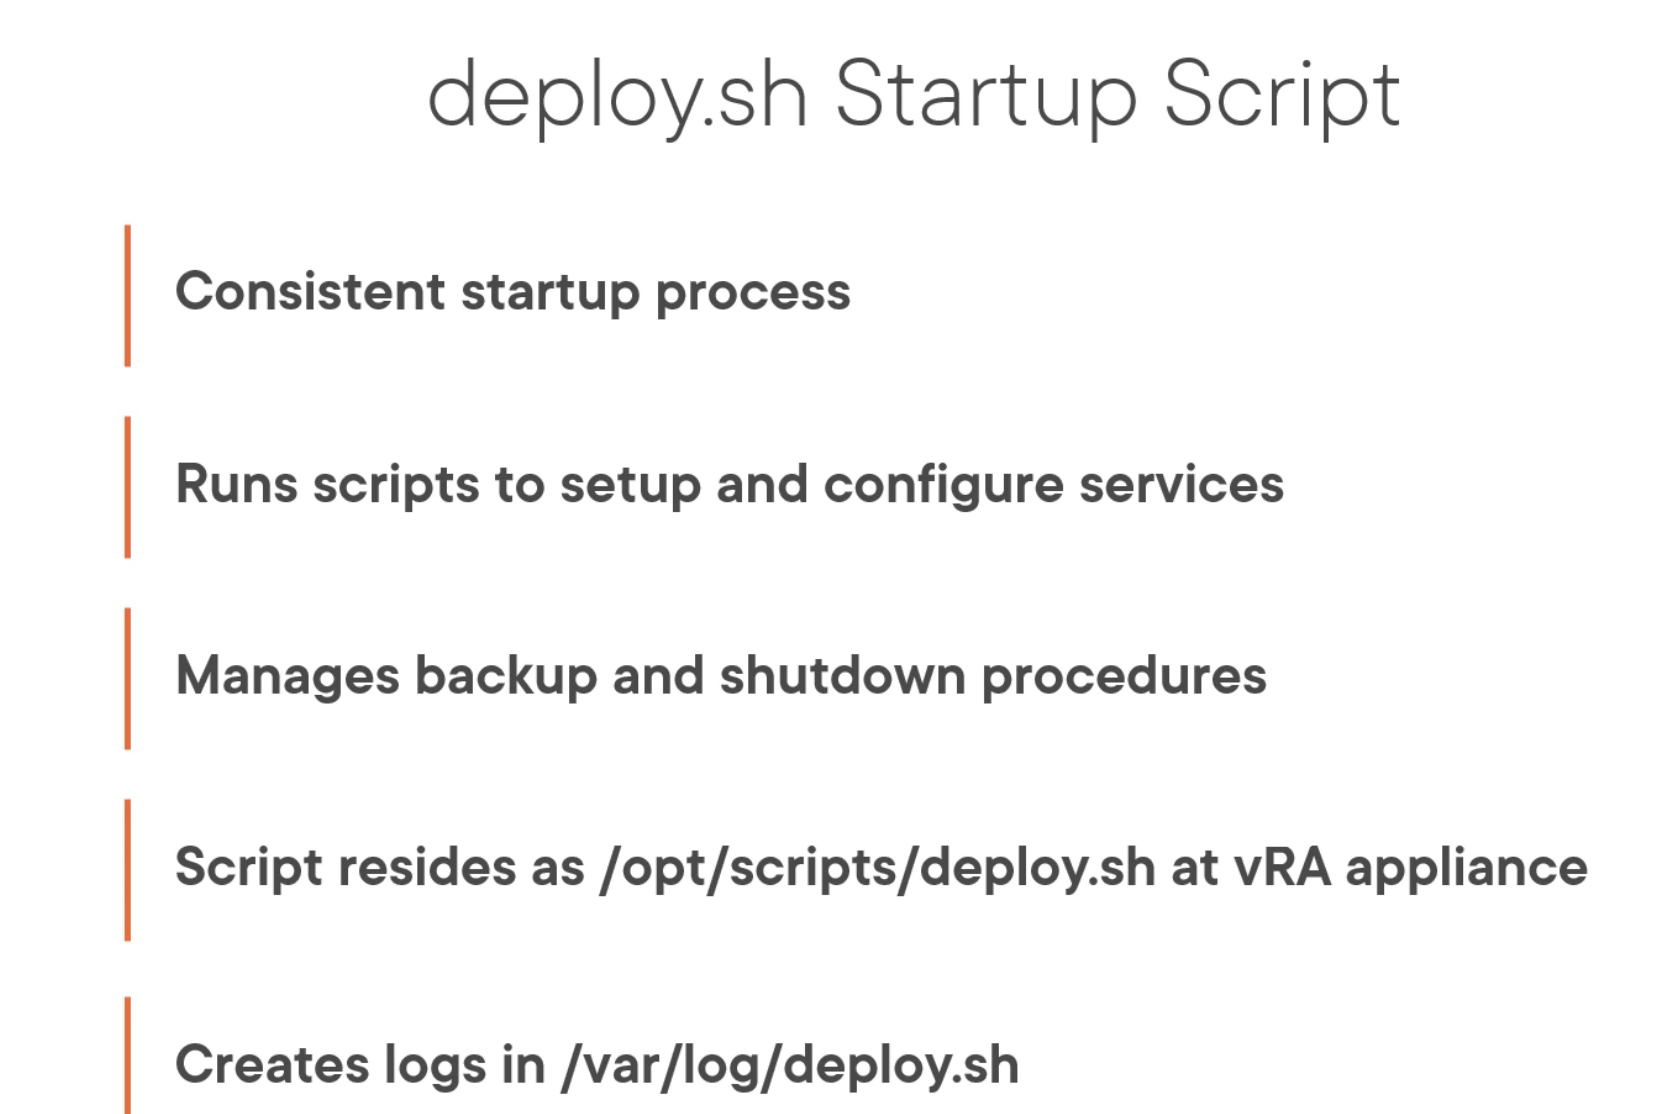 deploy.sh Startup Script
Consistent startup process
Runs scripts to setup and configure services
Manages backup and shutdown procedures
Script resides as /opt/scripts/deploy.sh at vRA appliance
Creates logs in /var/log/deploy.sh